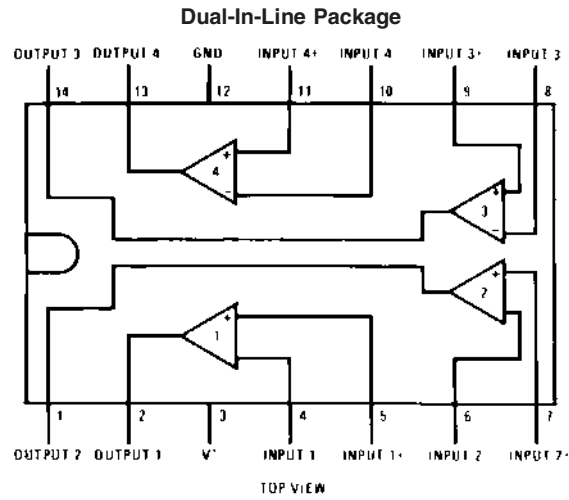 Dual-In-Line Package
OUTPUT 3 OUTPUT 4 GND INPUT 4+ INPUT 4 INPUT 3+ INPUT 3
14 13 12 11 10 9 8
+
4
-
+
3
-
+
2
+
1
1 2 3 4 5 6 7
OUTPUT 2 OUTPUT 1 V+ INPUT 1 INPUT 1+ INPUT 2 INPUT 2+
TOP VIEW